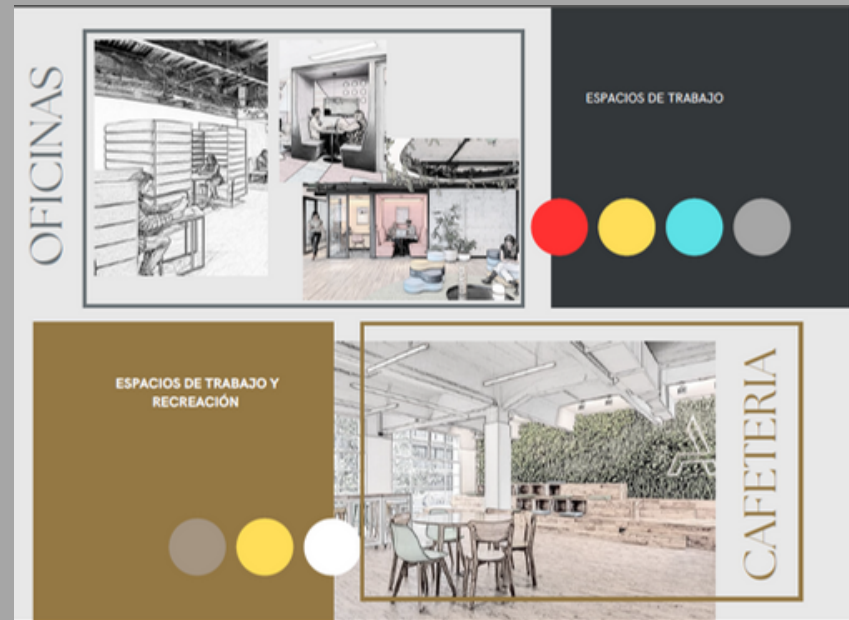 OFICINAS
ESPACIOS DE TRABAJO
ESPACIOS DE TRABAJO Y
RECREACIÓN
CAFETERIA